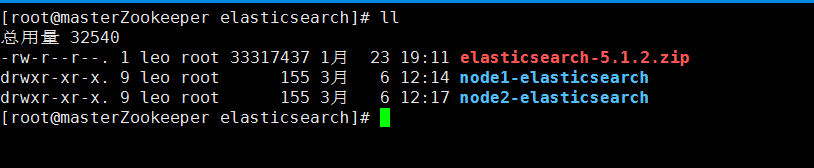 [root@masterZookeeper elasticsearch]# ll
总用量 32540
-rw-r--r--. 1 leo root 33317437 1月  23 19:11 elasticsearch-5.1.2.zip
drwxr-xr-x. 9 leo root      155 3月   6 12:14 node1-elasticsearch
drwxr-xr-x. 9 leo root      155 3月   6 12:17 node2-elasticsearch
[root@masterZookeeper elasticsearch]#